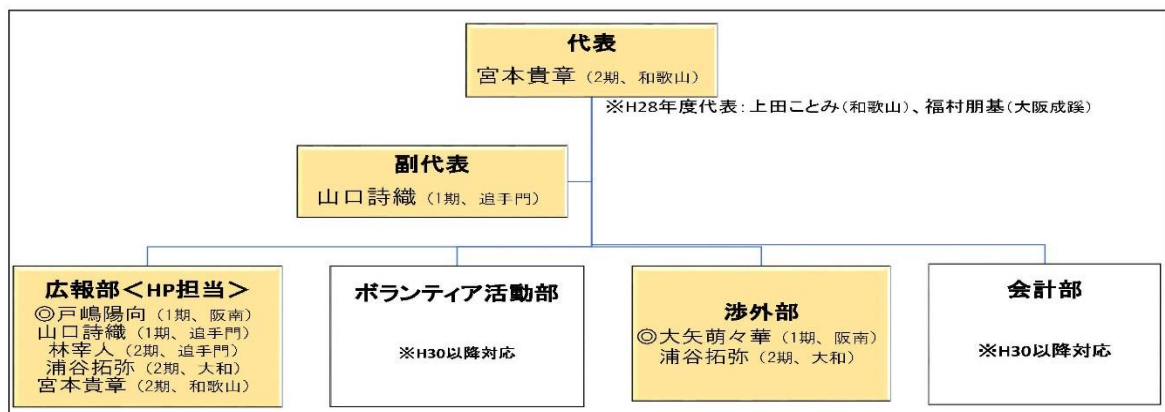 代表
宮本貴章（2期、和歌山）
※H28年度代表：上田ことみ(和歌山)、福村朋基(大阪成蹊)
副代表
山口詩織（1期、追手門）
広報部＜HP担当＞
◎戸嶋陽向（1期、阪南）
山口詩織（1期、追手門）
林宰人（2期、追手門）
浦谷拓弥（2期、大和）
宮本貴章（2期、和歌山）
ボランティア活動部
※H30以降対応
渉外部
◎大矢萌々華（1期、阪南）
浦谷拓弥（2期、大和）
会計部
※H30以降対応